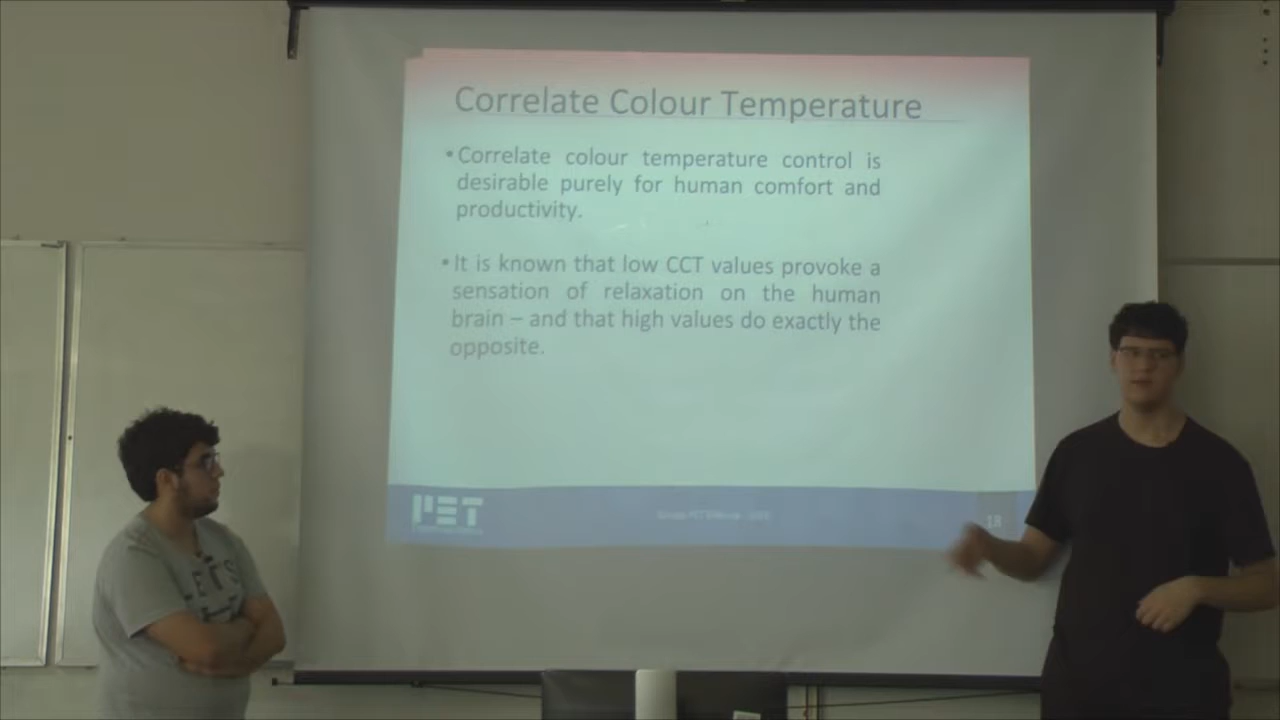 Correlate Colour Temperature
• Correlate colour temperature control is
desirable purely for human comfort and
productivity.
• It is known that low CCT values provoke a
sensation of relaxation on the human
brain – and that high values do exactly the
opposite.
PET
18
LET'S